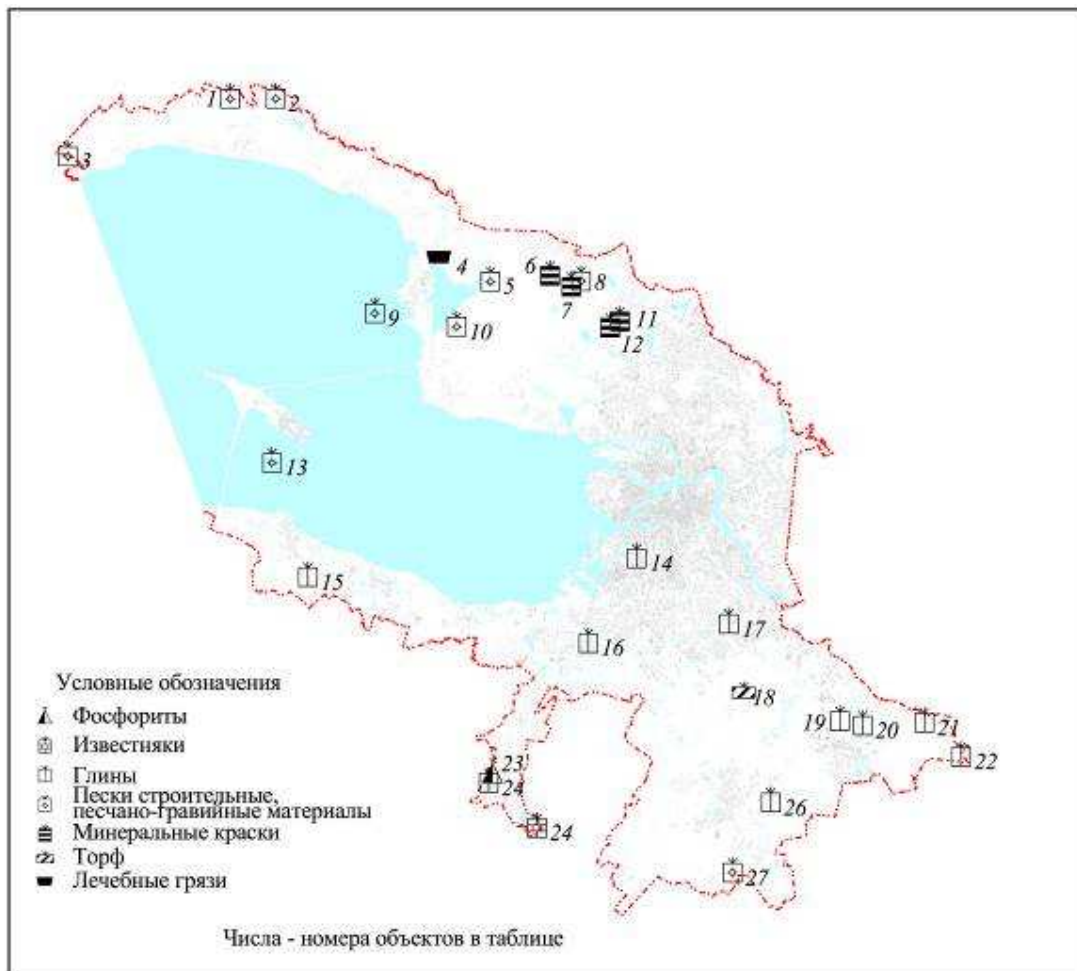 1
2
3
4
5
6
7
8
9
10
11
12
13
14
15
16
17
18
19
20
21
22
23
24
24
26
27
Условные обозначения
Фосфориты
Известняки
Глины
Пески строительные,
песчано-гравийные материалы
Минеральные краски
Торф
Лечебные грязи
Числа - номера объектов в таблице